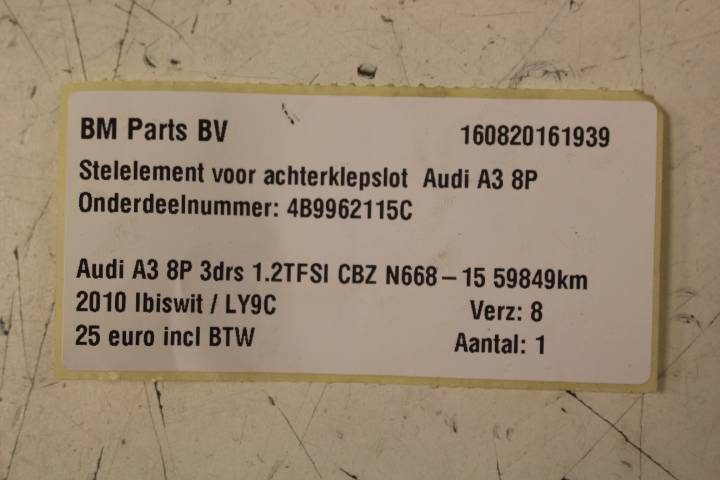 BM Parts BV 160820161939
Stelelement voor achterklepslot Audi A3 8P
Onderdeelnummer: 4B9962115C
Audi A3 8P 3drs 1.2TFSI CBZ N668-15 59849km
2010 Ibiswit / LY9C Verz: 8
25 euro incl BTW Aantal: 1